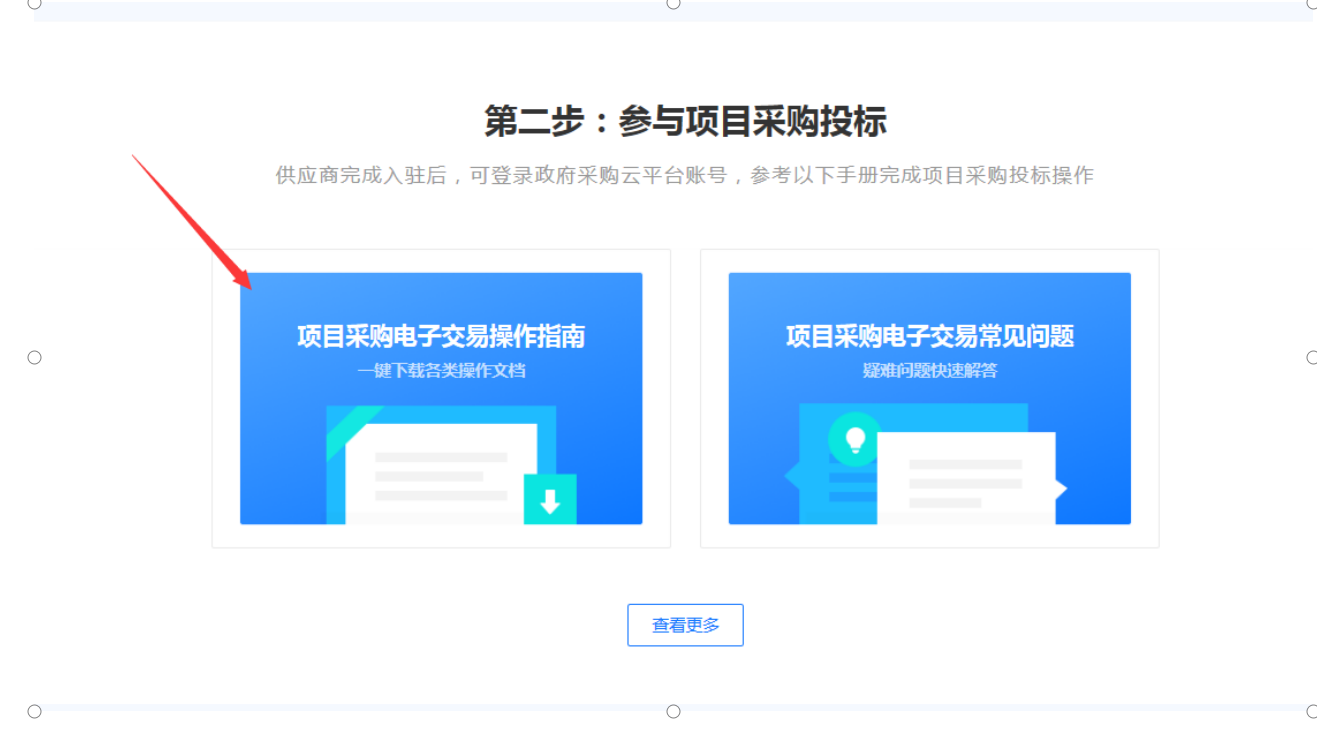 第二步：参与项目采购投标
供应商完成入驻后，可登录政府采购云平台账号，参考以下手册完成项目采购投标操作
项目采购电子交易操作指南
一键下载各类操作文档
项目采购电子交易常见问题
疑难问题快速解答
查看更多